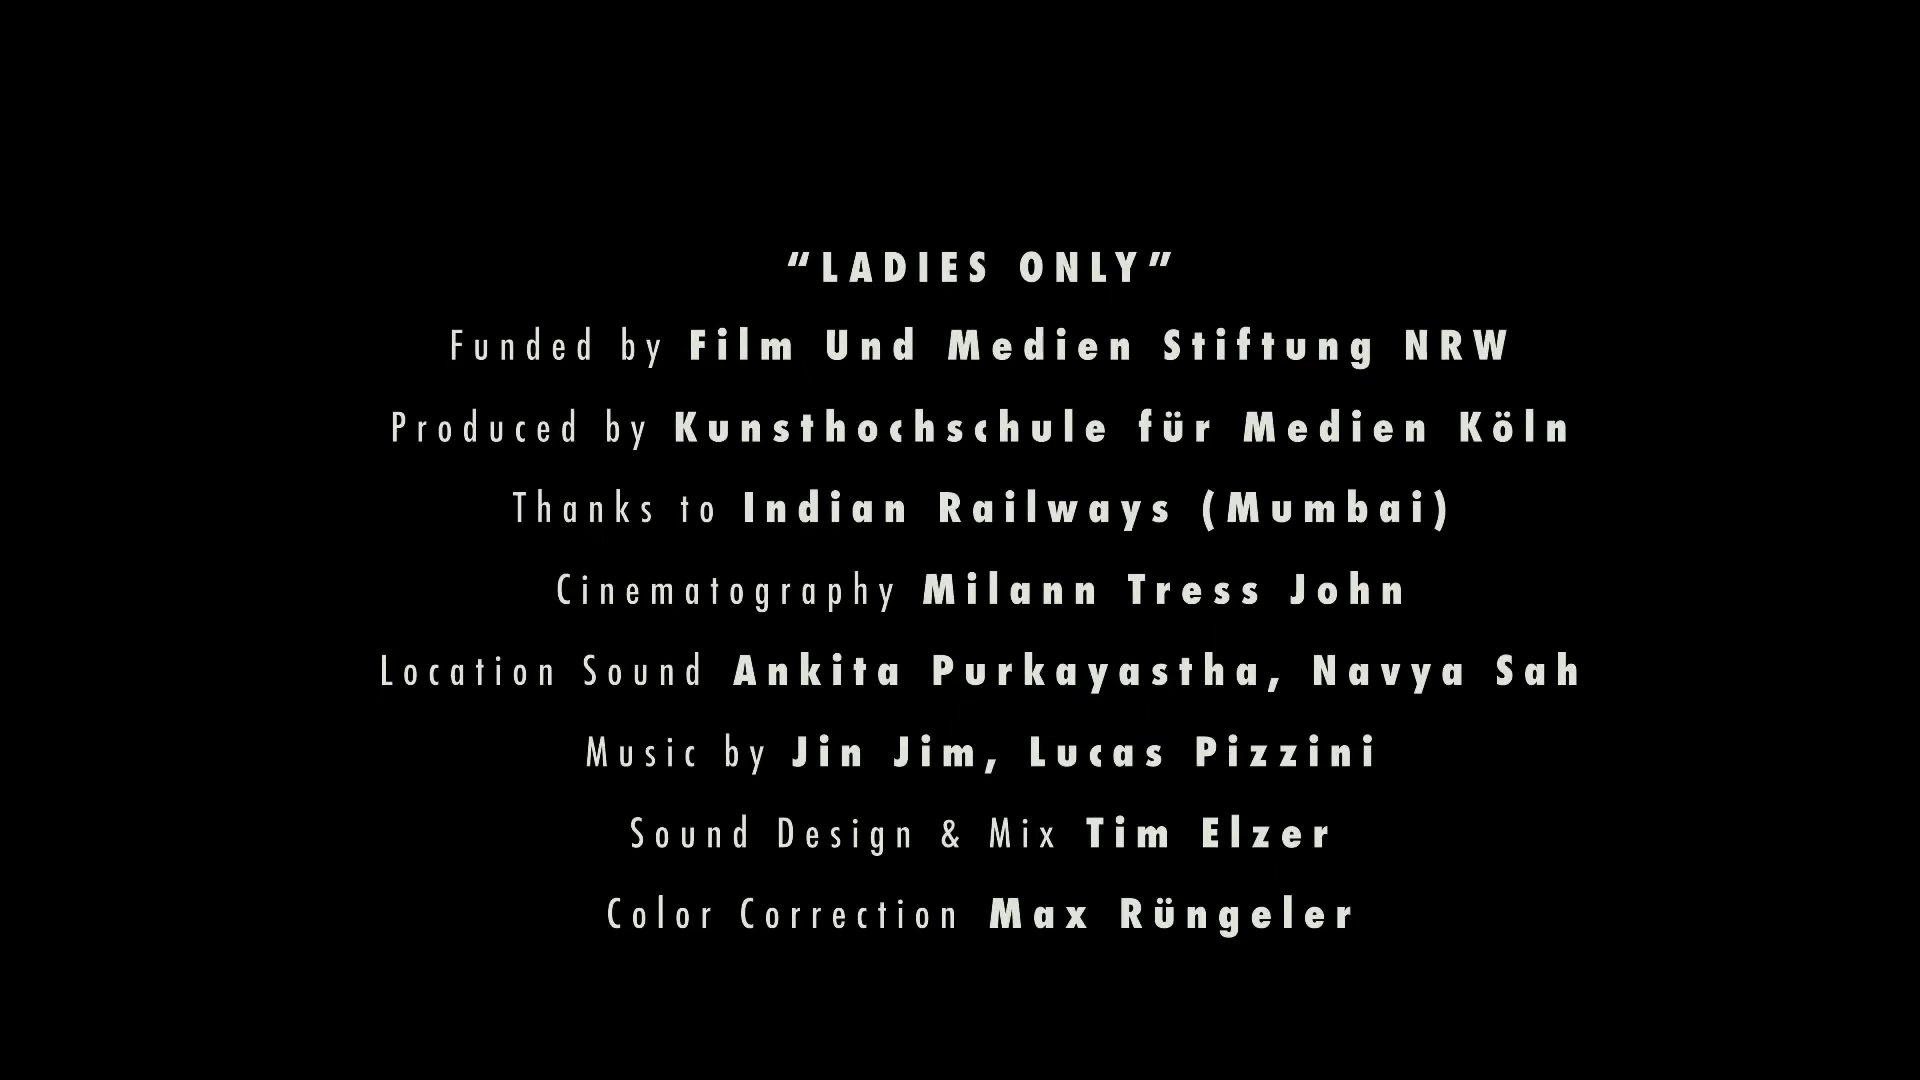 “LADIES ONLY”
Funded by Film Und Medien Stiftung NRW
Produced by Kunsthochschule für Medien Köln
Thanks to Indian Railways (Mumbai)
Cinematography Milann Tress John
Location Sound Ankita Purkayastha, Navya Sah
Music by Jin Jim, Lucas Pizzini
Sound Design & Mix Tim Elzer
Color Correction Max Rüngeler